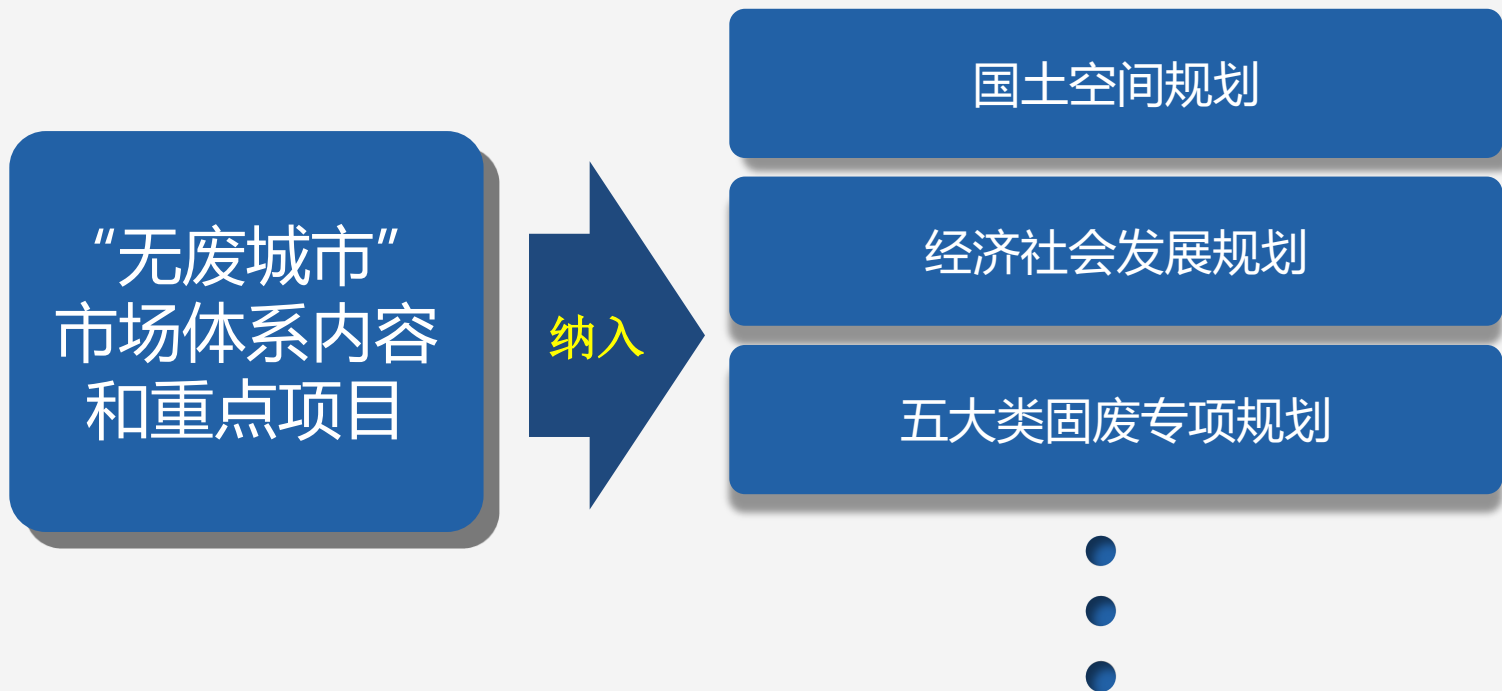 “无废城市”
市场体系内容
和重点项目
纳入
国土空间规划
经济社会发展规划
五大类固废专项规划